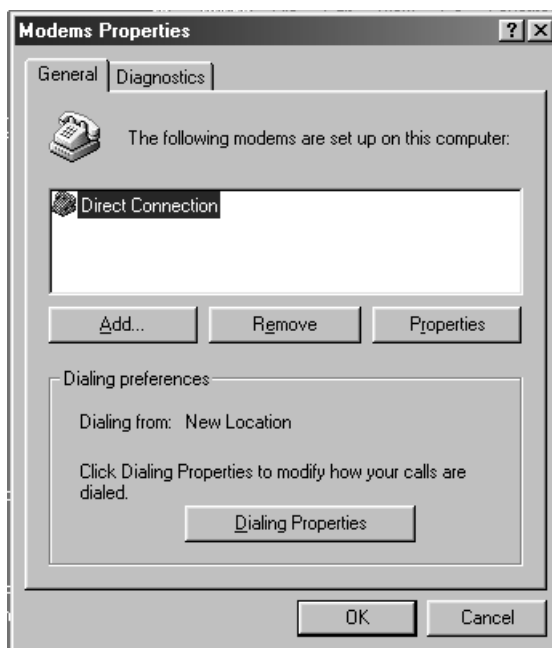 Modems Properties
General Diagnostics
The following modems are set up on this computer:
Direct Connection
Add... Remove Properties
Dialing preferences
Dialing from: New Location
Click Dialing Properties to modify how your calls are
dialed.
Dialing Properties
OK Cancel